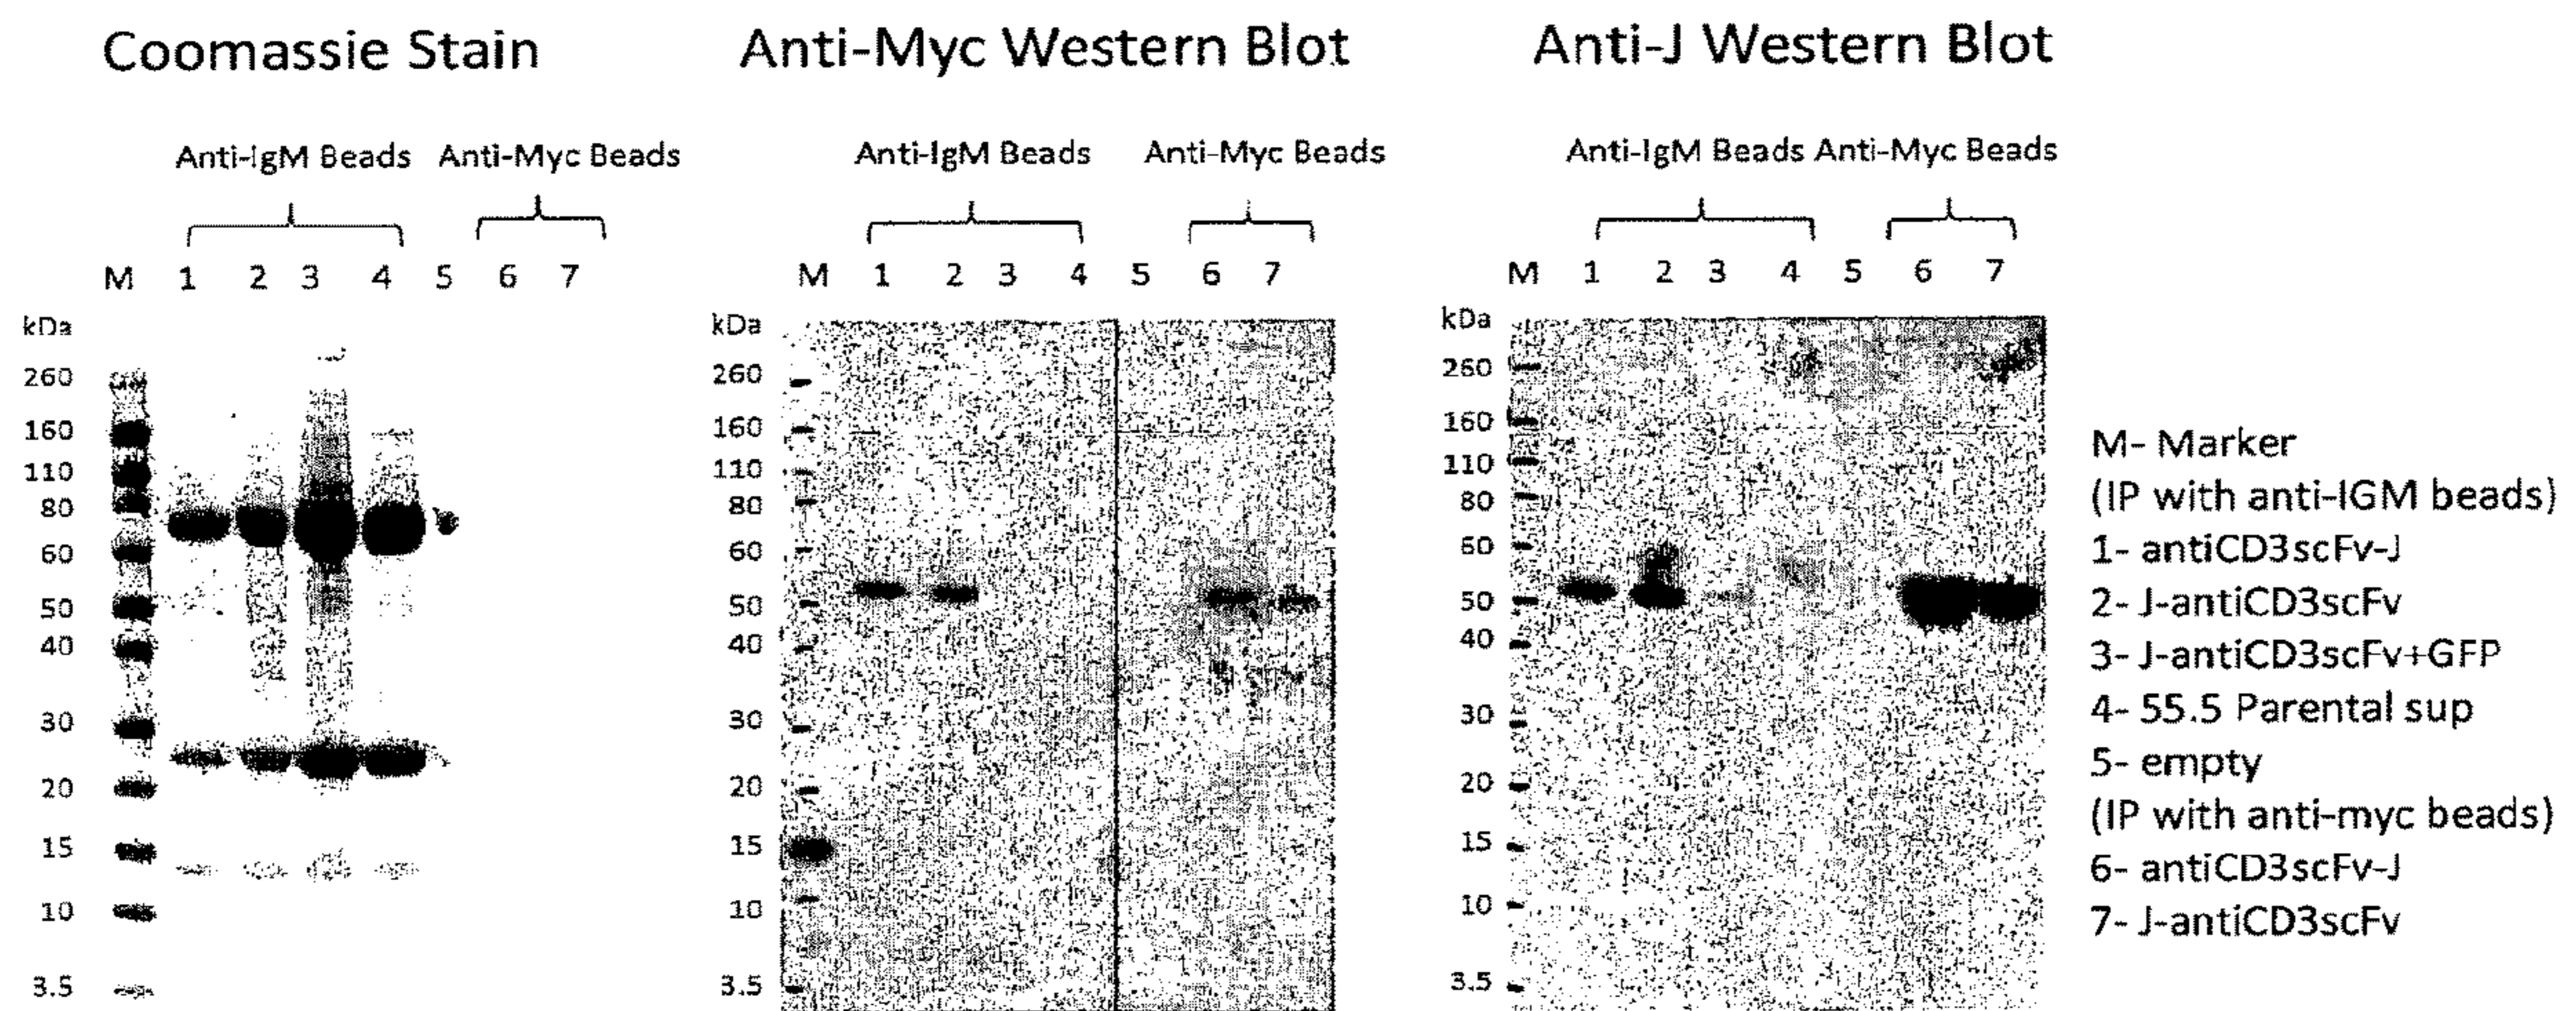 Coomassie Stain
Anti-IgM Beads Anti-Myc Beads
M 1 2 3 4 5 6 7
kDa
260
160
110
80
60
50
40
30
20
15
10
3.5
Anti-Myc Western Blot
Anti-IgM Beads Anti-Myc Beads
M 1 2 3 4 5 6 7
kDa
260
160
110
80
60
50
40
30
20
15
10
3.5
Anti-J Western Blot
Anti-IgM Beads Anti-Myc Beads
M 1 2 3 4 5 6 7
kDa
260
160
110
80
60
50
40
30
20
15
10
3.5
M- Marker
(IP with anti-IGM beads)
1- antiCD3scFv-J
2- J-antiCD3scFv
3- J-antiCD3scFv+GFP
4- 55.5 Parental sup
5- empty
(IP with anti-myc beads)
6- antiCD3scFv-J
7- J-antiCD3scFv